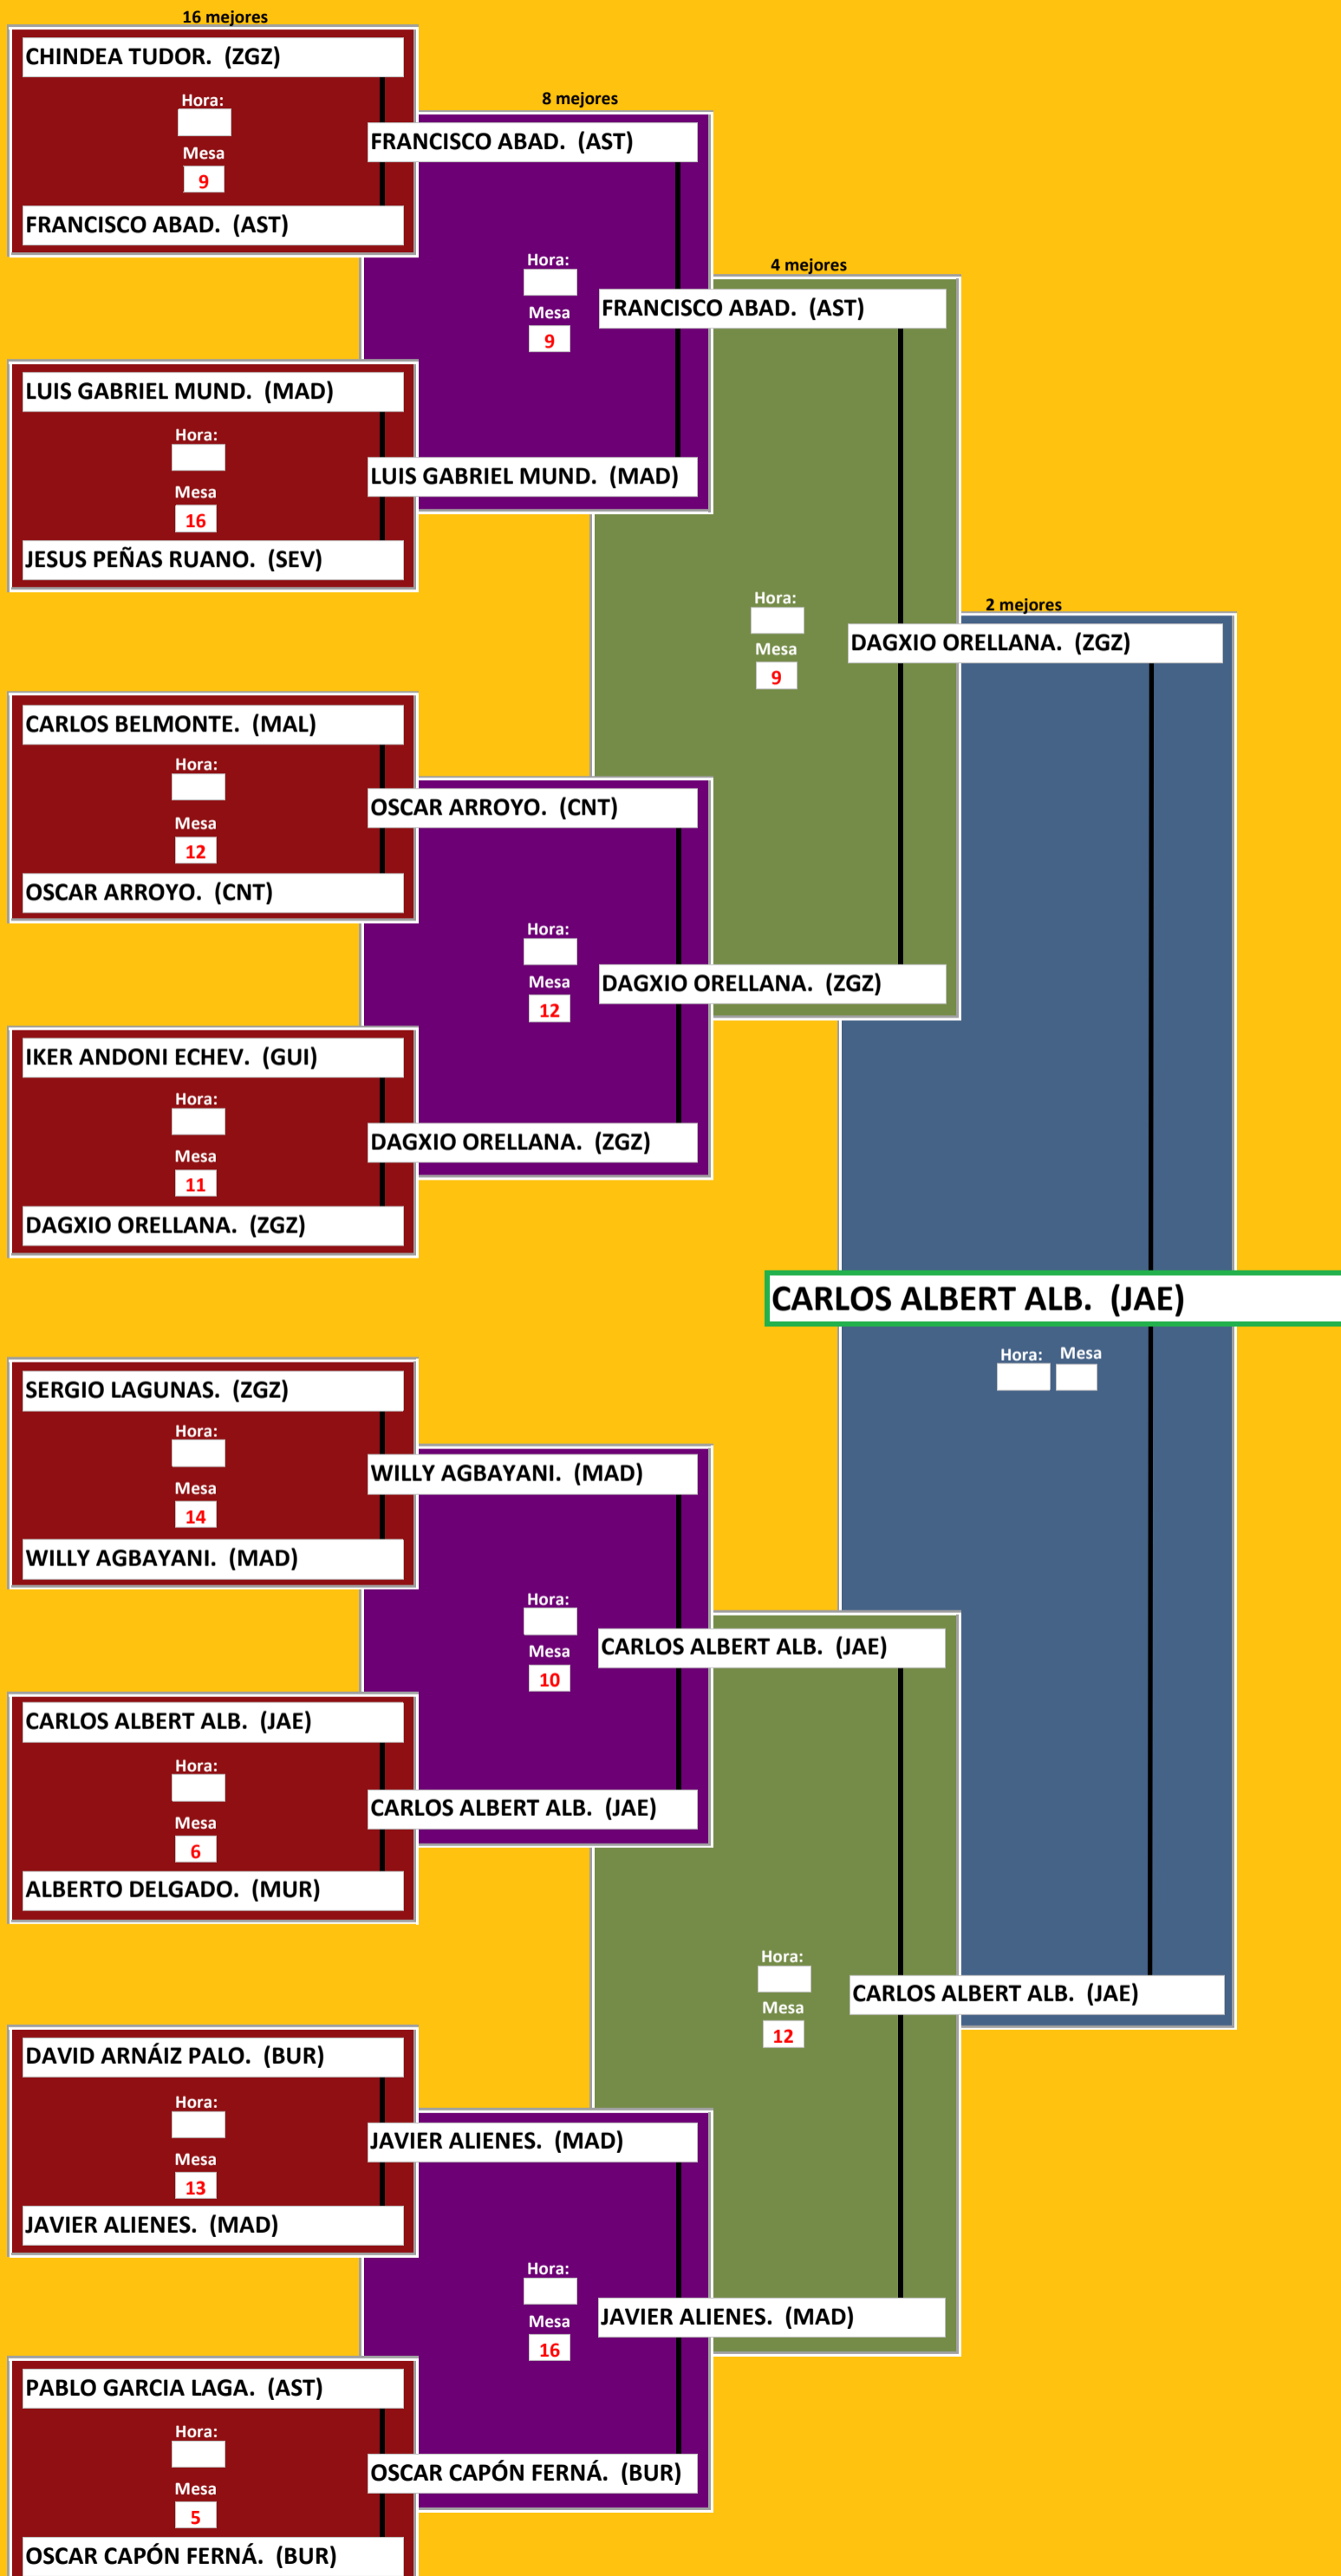 16 mejores
CHINDEA TUDOR. (ZGZ)
Hora:
Mesa
9
FRANCISCO ABAD. (AST)
LUIS GABRIEL MUND. (MAD)
Hora:
Mesa
16
JESUS PEÑAS RUANO. (SEV)
CARLOS BELMONTE. (MAL)
Hora:
Mesa
12
OSCAR ARROYO. (CNT)
IKER ANDONI ECHEV. (GUI)
Hora:
Mesa
11
DAGXIO ORELLANA. (ZGZ)
SERGIO LAGUNAS. (ZGZ)
Hora:
Mesa
14
WILLY AGBAYANI. (MAD)
CARLOS ALBERT ALB. (JAE)
Hora:
Mesa
6
ALBERTO DELGADO. (MUR)
DAVID ARNÁIZ PALO. (BUR)
Hora:
Mesa
13
JAVIER ALIENES. (MAD)
PABLO GARCIA LAGA. (AST)
Hora:
Mesa
5
OSCAR CAPÓN FERNÁ. (BUR)
8 mejores
FRANCISCO ABAD. (AST)
Hora:
Mesa
9
LUIS GABRIEL MUND. (MAD)
OSCAR ARROYO. (CNT)
Hora:
Mesa
12
DAGXIO ORELLANA. (ZGZ)
WILLY AGBAYANI. (MAD)
Hora:
Mesa
10
CARLOS ALBERT ALB. (JAE)
JAVIER ALIENES. (MAD)
Hora:
Mesa
16
OSCAR CAPÓN FERNÁ. (BUR)
4 mejores
FRANCISCO ABAD. (AST)
Hora:
Mesa
9
DAGXIO ORELLANA. (ZGZ)
CARLOS ALBERT ALB. (JAE)
Hora:
Mesa
12
JAVIER ALIENES. (MAD)
2 mejores
DAGXIO ORELLANA. (ZGZ)
CARLOS ALBERT ALB. (JAE)
Hora: Mesa
CARLOS ALBERT ALB. (JAE)